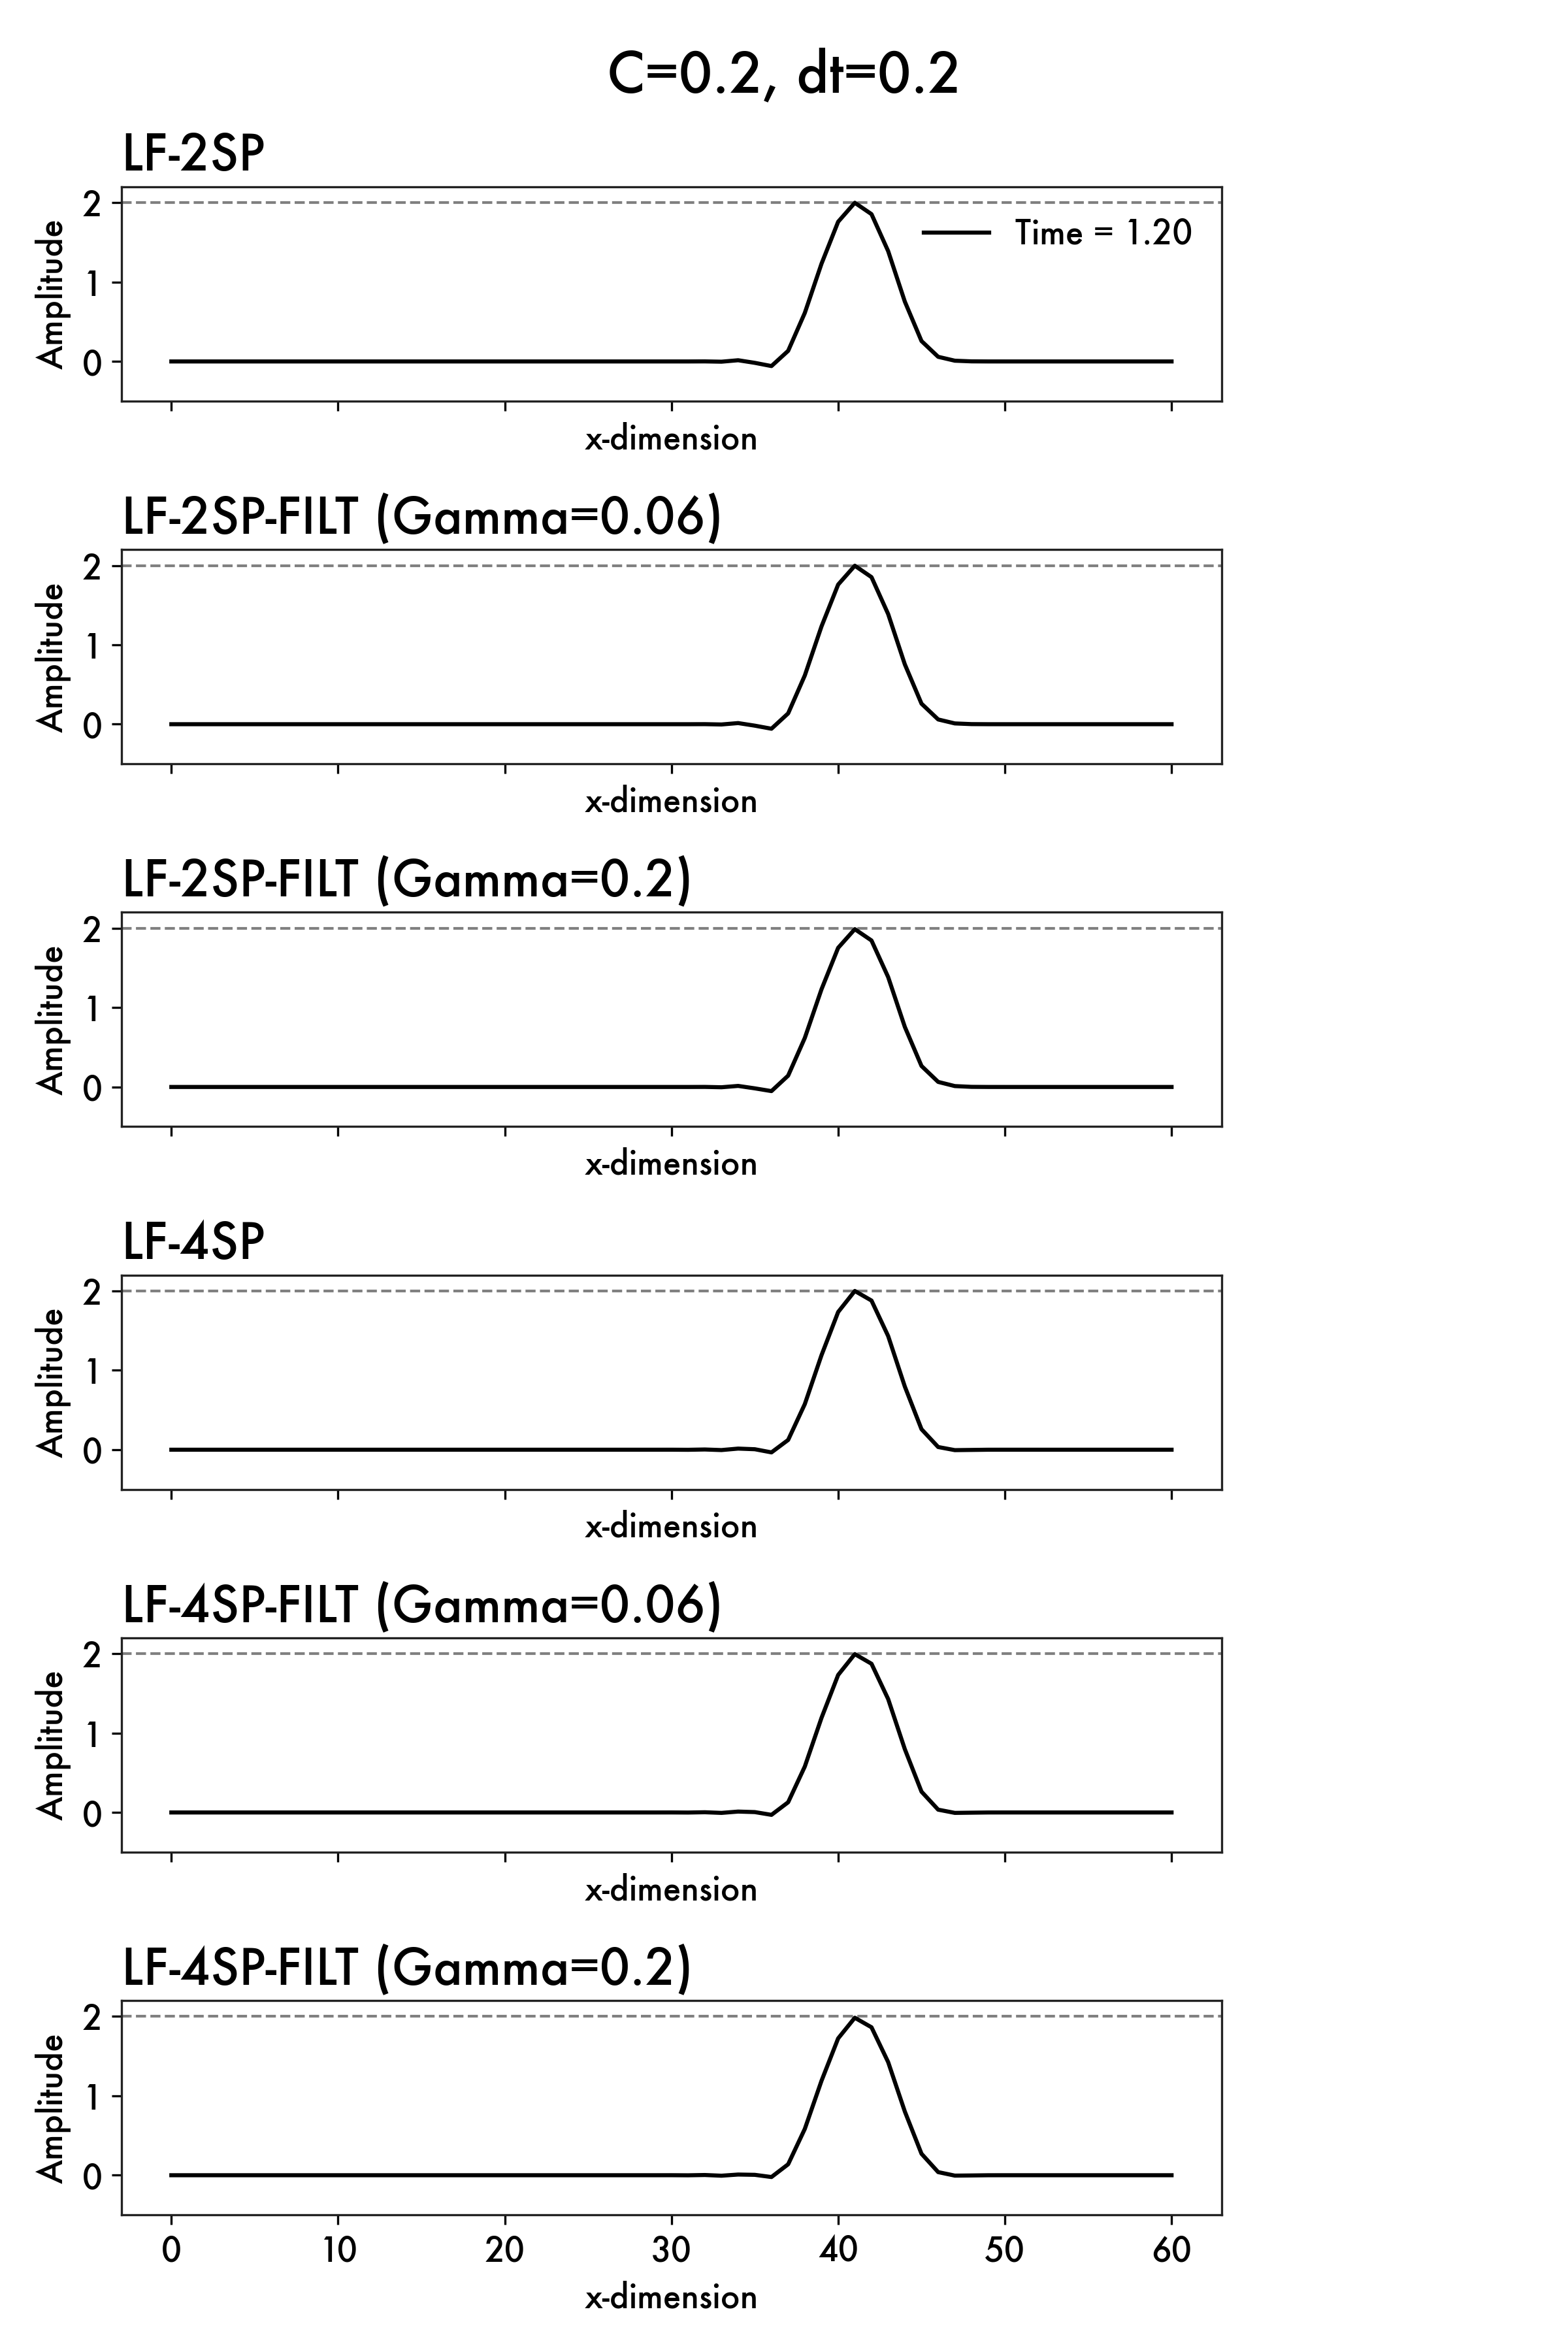 C=0.2, dt=0.2
LF-2SP
2
Time = 1.20
1
0
Amplitude
x-dimension
LF-2SP-FILT (Gamma=0.06)
2
1
0
Amplitude
x-dimension
LF-2SP-FILT (Gamma=0.2)
2
1
0
Amplitude
x-dimension
LF-4SP
2
1
0
Amplitude
x-dimension
LF-4SP-FILT (Gamma=0.06)
2
1
0
Amplitude
x-dimension
LF-4SP-FILT (Gamma=0.2)
2
1
0
Amplitude
0 10 20 30 40 50 60
x-dimension